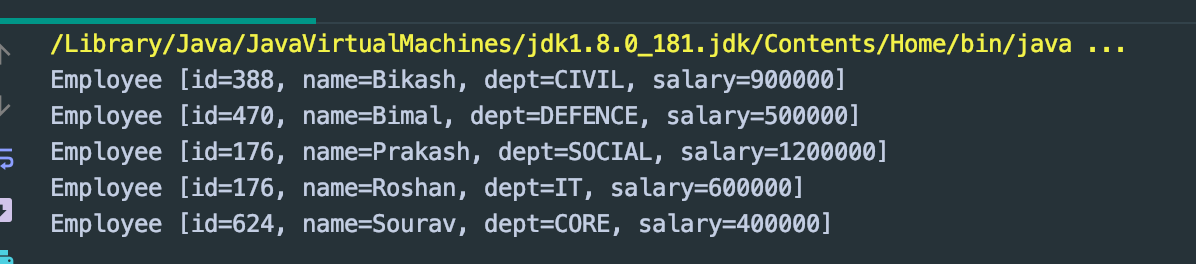 /Library/Java/JavaVirtualMachines/jdk1.8.0_181.jdk/Contents/Home/bin/java ...
Employee [id=388, name=Bikash, dept=CIVIL, salary=900000]
Employee [id=470, name=Bimal, dept=DEFENCE, salary=500000]
Employee [id=176, name=Prakash, dept=SOCIAL, salary=1200000]
Employee [id=176, name=Roshan, dept=IT, salary=600000]
Employee [id=624, name=Sourav, dept=CORE, salary=400000]